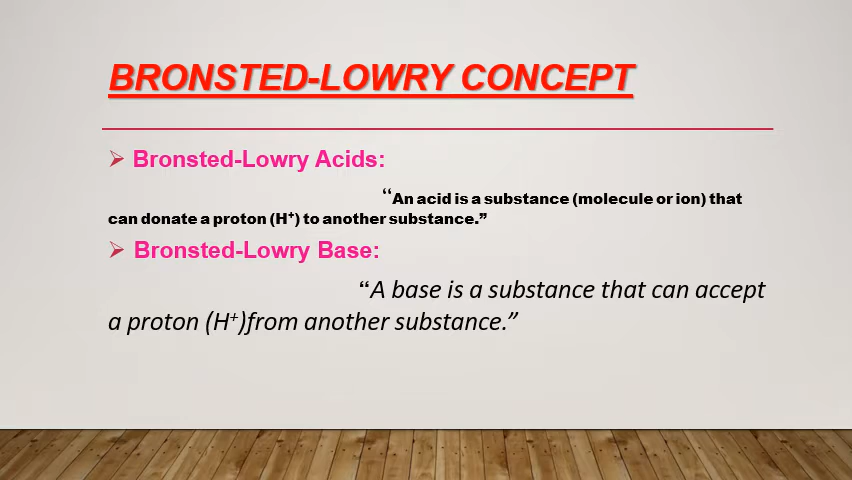 BRONSTED-LOWRY CONCEPT
Bronsted-Lowry Acids:
“An acid is a substance (molecule or ion) that
can donate a proton (H⁺) to another substance.”
Bronsted-Lowry Base:
“A base is a substance that can accept
a proton (H⁺)from another substance.”